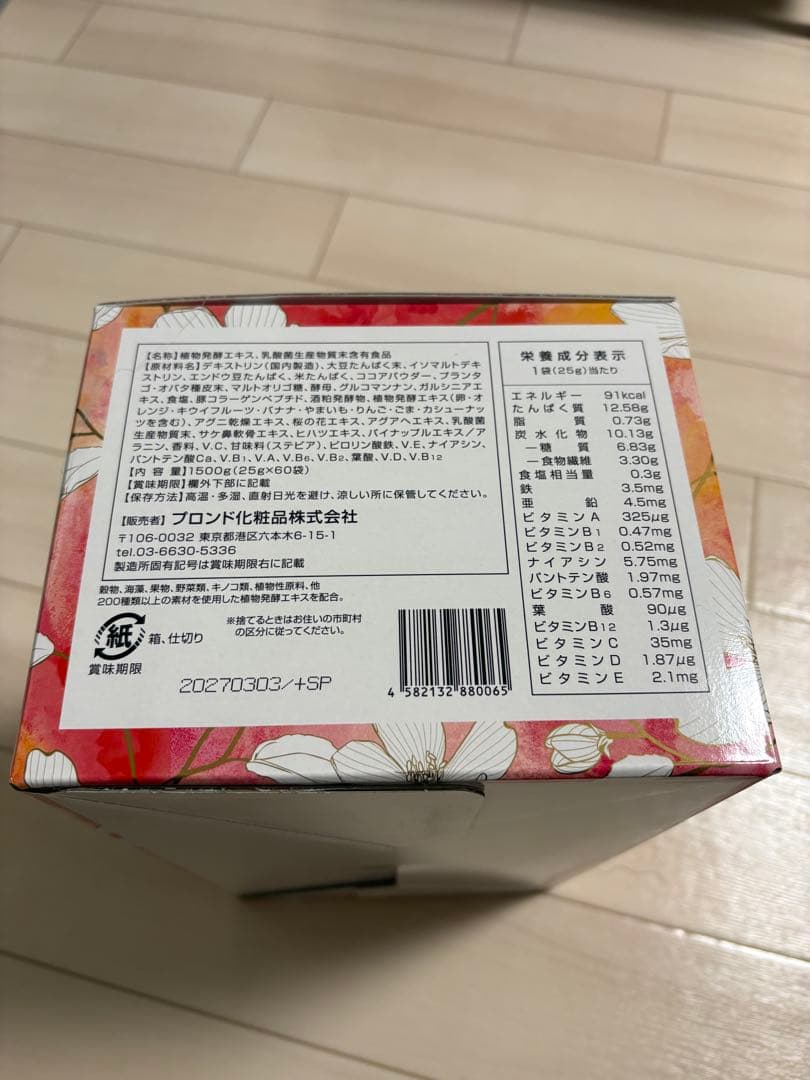 【名称】植物発酵エキス、乳酸菌生産物質末含有食品
【原材料名】デキストリン(国内製造)、大豆たんぱく末、イソマルトデキ
ストリン、エンドウ豆たんぱく、米たんぱく、ココアパウダー、プランタ
ゴ・オバタ種皮末、マルトオリゴ糖、酵母、グルコマンナン、ガルシニアエ
キス、食塩、豚コラーゲンペプチド、酒粕発酵物、植物発酵エキス(卵・オ
レンジ・キウイフルーツ・バナナ・やまいも・りんご・ごま・カシューナッ
ツを含む)、アグニ乾燥エキス、桜の花エキス、アグアヘエキス、乳酸菌
生産物質末、サケ鼻軟骨エキス、ヒハツエキス、パイナップルエキス/ア
ラニン、香料、V.C、甘味料(ステビア)、ピロリン酸鉄、V.E、ナイアシン、
パントテン酸Ca、V.B1、V.A、V.B6、V.B2、葉酸、V.D、V.B12
【内 容 量】1500g(25g×60袋)
【賞味期限】欄外下部に記載
【保存方法】高温・多湿、直射日光を避け、涼しい所に保管してください。
【販売者】ブロンド化粧品株式会社
〒106-0032 東京都港区六本木6-15-1
tel.03-6630-5336
製造所固有記号は賞味期限右に記載
穀物、海藻、果物、野菜類、キノコ類、植物性原料、他
200種類以上の素材を使用した植物発酵エキスを配合。
紙 箱、仕切り
※捨てるときはお住いの市町村
の区分に従ってください。
賞味期限
20270303/+SP
4 582132 880065
栄養成分表示
1袋(25g)当たり
エネルギー 91kcal
たんぱく質 12.58g
脂 質 0.73g
炭水化物 10.13g
―糖 質 6.83g
―食物繊維 3.30g
食塩相当量 0.3g
鉄 3.5mg
亜 鉛 4.5mg
ビタミンA 325μg
ビタミンB1 0.47mg
ビタミンB2 0.52mg
ナイアシン 5.75mg
パントテン酸 1.97mg
ビタミンB6 0.57mg
葉 酸 90μg
ビタミンB12 1.3μg
ビタミンC 35mg
ビタミンD 1.87μg
ビタミンE 2.1mg